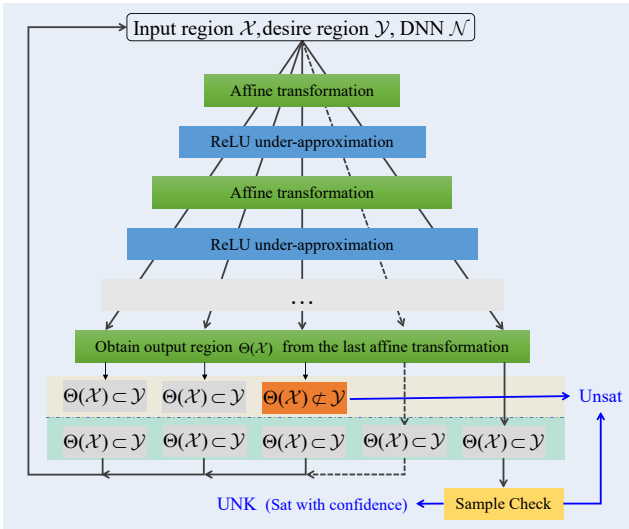 Input region 𝒳,desire region 𝒴, DNN 𝒩
Affine transformation
ReLU under-approximation
Affine transformation
ReLU under-approximation
...
Obtain output region Θ(𝒳) from the last affine transformation
Θ(𝒳)⊂𝒴 Θ(𝒳)⊂𝒴 Θ(𝒳)⊄𝒴 Unsat
Θ(𝒳)⊂𝒴 Θ(𝒳)⊂𝒴 Θ(𝒳)⊂𝒴 Θ(𝒳)⊂𝒴 Θ(𝒳)⊂𝒴
UNK (Sat with confidence) Sample Check